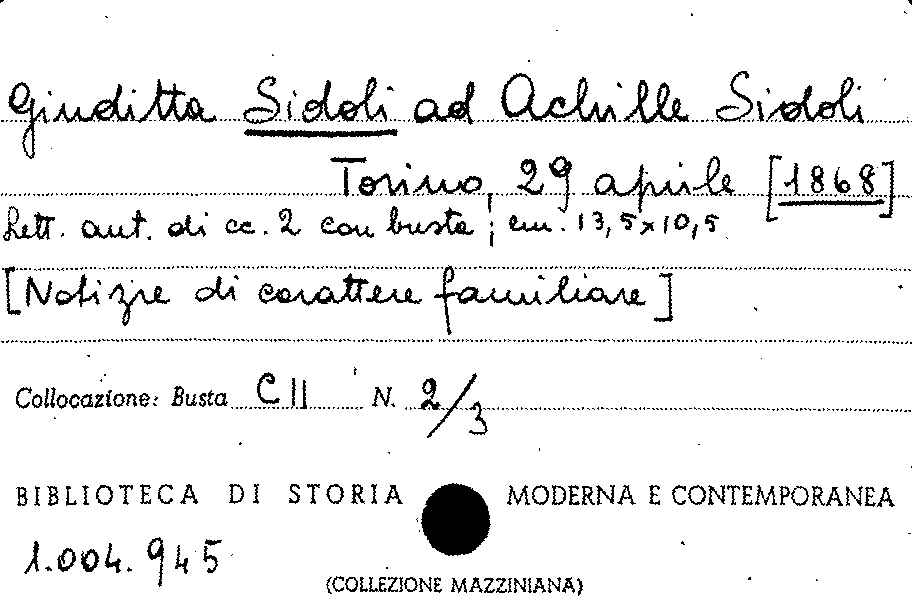 Giuditta Sidoli ad Achille Sidoli
Torino, 29 aprile [1868]
Lett. aut. di cc. 2 con busta; cm. 13,5x10,5
[Notizie di carattere familiare]
Collocazione: Busta C II N. 2/3
BIBLIOTECA DI STORIA MODERNA E CONTEMPORANEA
1.004.945
(COLLEZIONE MAZZINIANA)